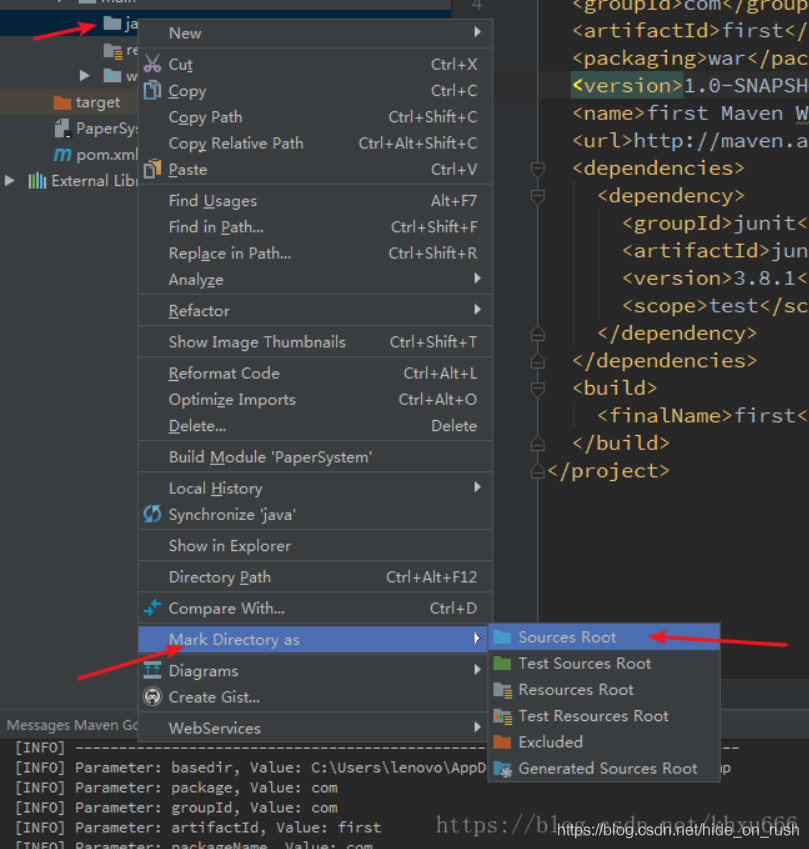 main
ja
re
w
target
PaperSys
pom.xml
External Libr
New
Cut Ctrl+X
Copy Ctrl+C
Copy Path Ctrl+Shift+C
Copy Relative Path Ctrl+Alt+Shift+C
Paste Ctrl+V
Find Usages Alt+F7
Find in Path... Ctrl+Shift+F
Replace in Path... Ctrl+Shift+R
Analyze
Refactor
Show Image Thumbnails Ctrl+Shift+T
Reformat Code Ctrl+Alt+L
Optimize Imports Ctrl+Alt+O
Delete... Delete
Build Module 'PaperSystem'
Local History
Synchronize 'java'
Show in Explorer
Directory Path Ctrl+Alt+F12
Compare With... Ctrl+D
Mark Directory as
Diagrams
Create Gist...
WebServices
Sources Root
Test Sources Root
Resources Root
Test Resources Root
Excluded
Generated Sources Root
4
<groupId>com</group
<artifactId>first</
<packaging>war</pac
<version>1.0-SNAPSH
<name>first Maven W
<url>http://maven.a
<dependencies>
<dependency>
<groupId>junit<
<artifactId>jun
<version>3.8.1<
<scope>test</sc
</dependency>
</dependencies>
<build>
<finalName>first<
</build>
</project>
Messages Maven Go
[INFO] ----------------------------------------------------------------
[INFO] Parameter: basedir, Value: C:\Users\lenovo\AppD p
[INFO] Parameter: package, Value: com
[INFO] Parameter: groupId, Value: com
[INFO] Parameter: artifactId, Value: first
[INFO] Parameter: packageName, Value: com
https://blog.csdn.net/khxu666
https://blog.csdn.net/hide_on_rush